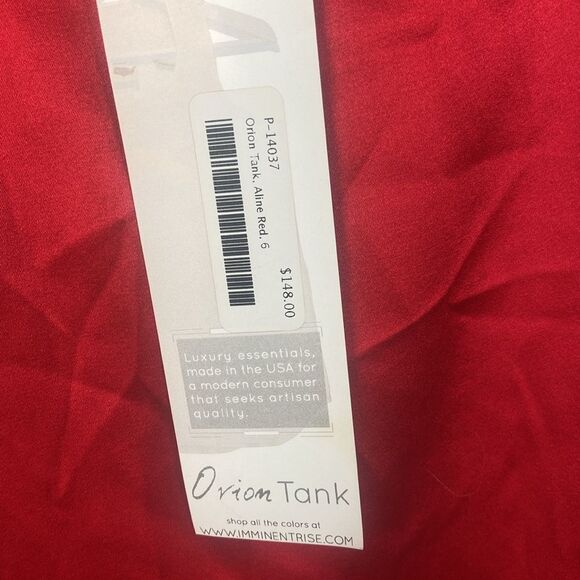 P-14037
Orion Tank. Aline Red. 6
$148.00
Luxury essentials,
made in the USA for
a modern consumer
that seeks artisan
quality.
Orion Tank
shop all the colors at
WWW.IMMINENTRISE.COM